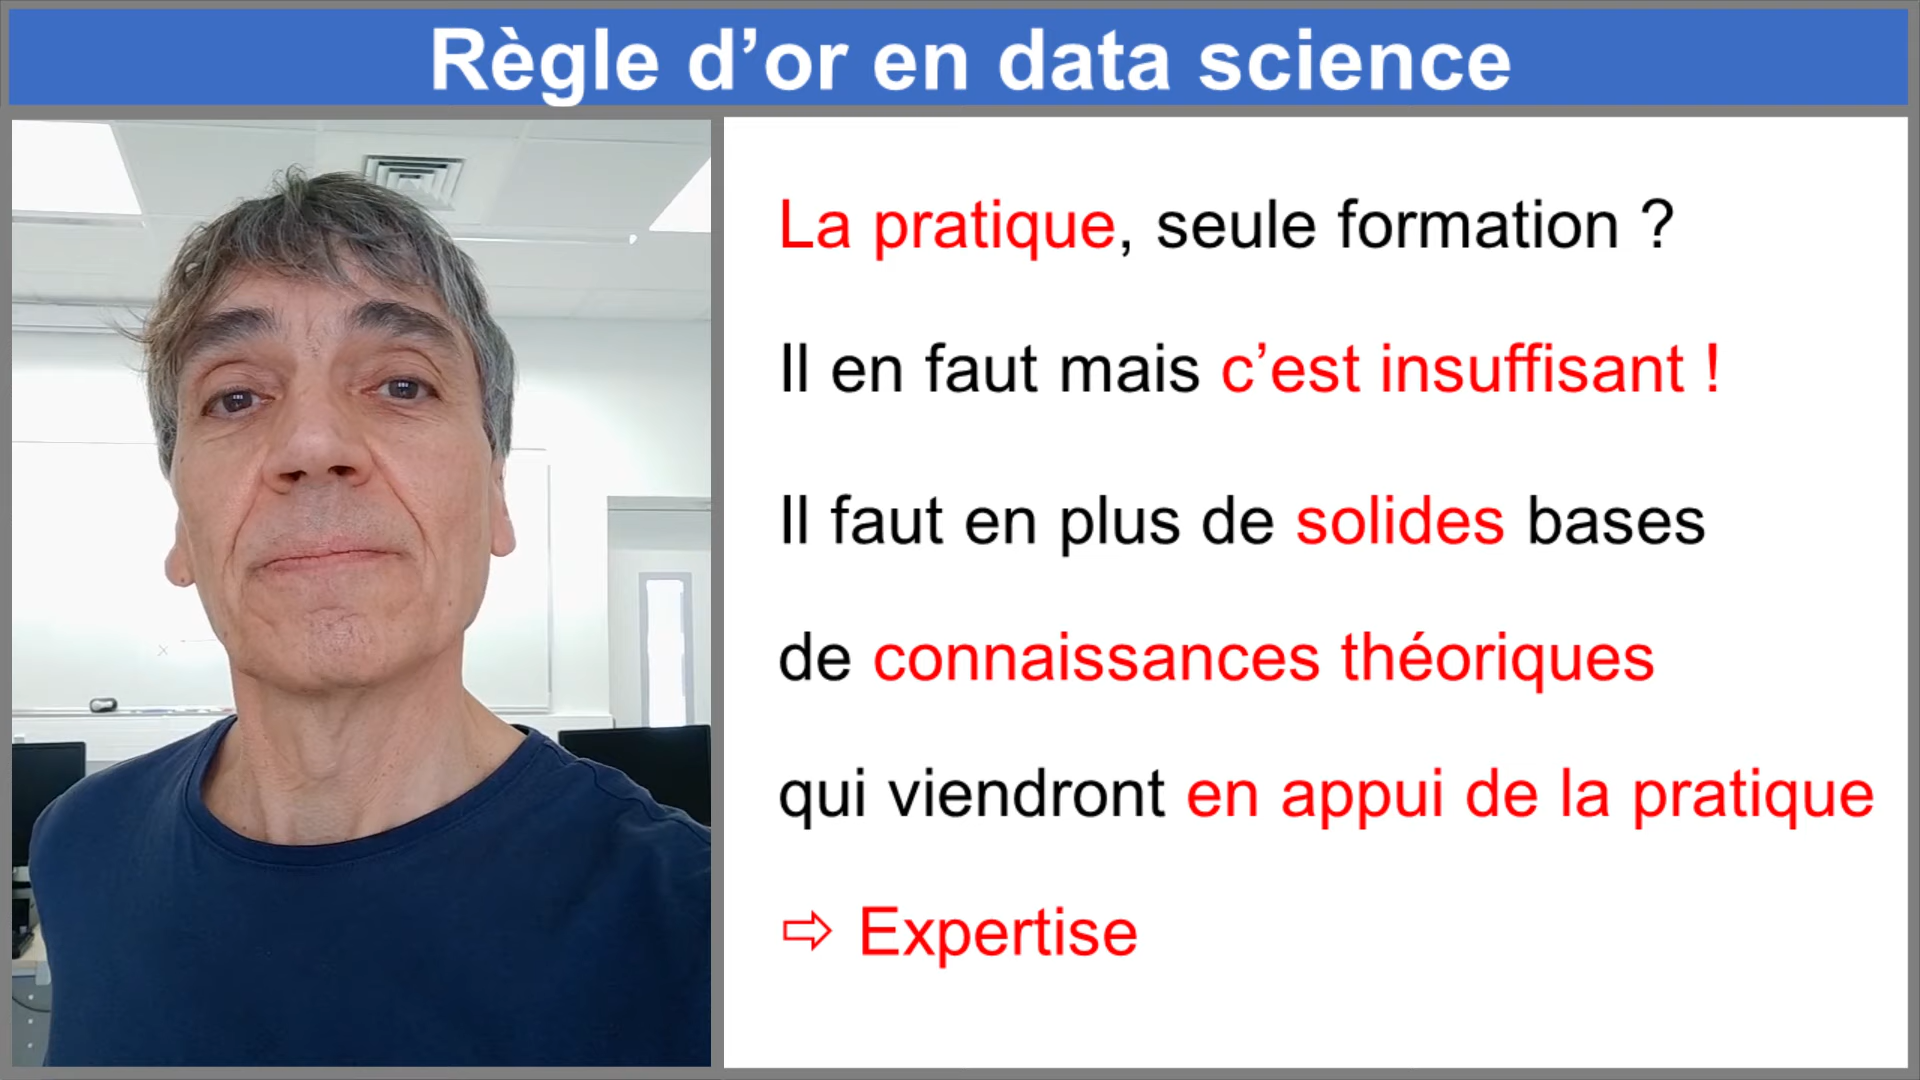 Règle d’or en data science
La pratique, seule formation ?
Il en faut mais c’est insuffisant !
Il faut en plus de solides bases
de connaissances théoriques
qui viendront en appui de la pratique
⇨ Expertise